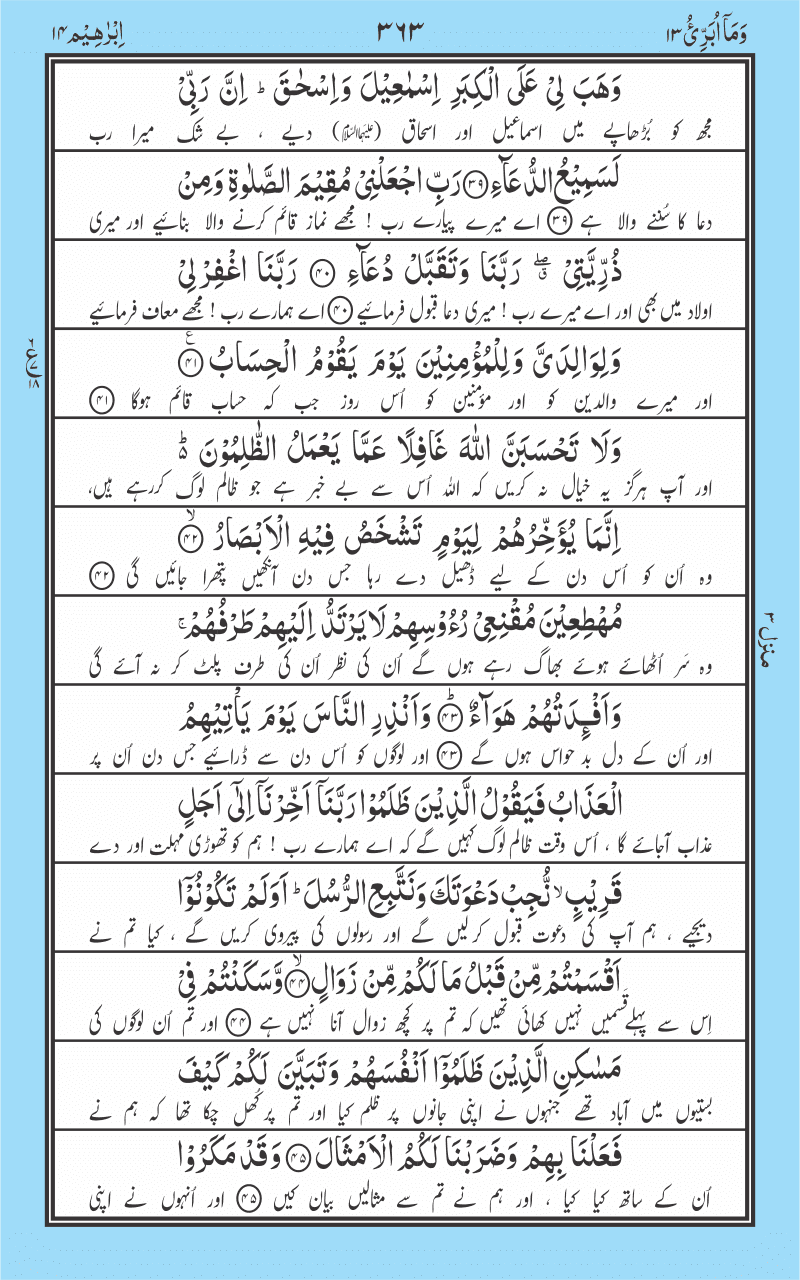 وَمَآ اُبَرِّئُ ١٣
٣٦٣
اِبْرٰهِيْم ١٤
وَهَبَ لِيْ عَلَى الْكِبَرِ اِسْمٰعِيْلَ وَاِسْحٰقَ ؕ اِنَّ رَبِّيْ
مجھ کو بُڑھاپے میں اسماعیل اور اسحاق (علیہما السلام) دیے ، بے شک میرا رب
لَسَمِيْعُ الدُّعَآءِ ﴿۳۹﴾ رَبِّ اجْعَلْنِيْ مُقِيْمَ الصَّلٰوةِ وَمِنْ
دعا کا سُننے والا ہے ﴿۳۹﴾ اے میرے پیارے رب ! مجھے نماز قائم کرنے والا بنائیے اور میری
ذُرِّيَّتِيْ ۖۗ رَبَّنَا وَتَقَبَّلْ دُعَآءِ ﴿۴۰﴾ رَبَّنَا اغْفِرْ لِيْ
اولاد میں بھی اور اے میرے رب ! میری دعا قبول فرمائیے ﴿۴۰﴾ اے ہمارے رب ! مجھے معاف فرمائیے
وَلِوَالِدَيَّ وَلِلْمُؤْمِنِيْنَ يَوْمَ يَقُوْمُ الْحِسَابُ ﴿۴۱﴾ ع
اور میرے والدین کو اور مؤمنین کو اُس روز جب کہ حساب قائم ہوگا ﴿۴۱﴾
وَلَا تَحْسَبَنَّ اللّٰهَ غَافِلًا عَمَّا يَعْمَلُ الظّٰلِمُوْنَ ؕ
اور آپ ہرگز یہ خیال نہ کریں کہ اللہ اُس سے بے خبر ہے جو ظالم لوگ کررہے ہیں،
اِنَّمَا يُؤَخِّرُهُمْ لِيَوْمٍ تَشْخَصُ فِيْهِ الْاَبْصَارُ ﴿۴۲﴾ ۙ
وہ اُن کو اُس دن کے لیے ڈھیل دے رہا جس دن آنکھیں پتھرا جائیں گی ﴿۴۲﴾
مُهْطِعِيْنَ مُقْنِعِيْ رُءُوْسِهِمْ لَا يَرْتَدُّ اِلَيْهِمْ طَرْفُهُمْ ۚ
وہ سَر اُٹھائے ہوئے بھاگ رہے ہوں گے اُن کی نظر اُن کی طرف پلٹ کر نہ آئے گی
وَاَفْـِٕدَتُهُمْ هَوَآءٌ ﴿۴۳﴾ؕ وَاَنْذِرِ النَّاسَ يَوْمَ يَاْتِيْهِمُ
اور اُن کے دل بد حواس ہوں گے ﴿۴۳﴾ اور لوگوں کو اُس دن سے ڈرائیے جس دن اُن پر
الْعَذَابُ فَيَقُوْلُ الَّذِيْنَ ظَلَمُوْا رَبَّنَآ اَخِّرْنَآ اِلٰٓى اَجَلٍ
عذاب آجائے گا ، اُس وقت ظالم لوگ کہیں گے کہ اے ہمارے رب ! ہم کو تھوڑی مہلت اور دے
قَرِيْبٍ ۙ نُّجِبْ دَعْوَتَكَ وَنَتَّبِعِ الرُّسُلَ ؕ اَوَلَمْ تَكُوْنُوْٓا
دیجیے ، ہم آپ کی دعوت قبول کرلیں گے اور رسولوں کی پیروی کریں گے ، کیا تم نے
اَقْسَمْتُمْ مِّنْ قَبْلُ مَا لَكُمْ مِّنْ زَوَالٍ ﴿۴۴﴾ۙ وَّسَكَنْتُمْ فِيْ
اِس سے پہلے قسمیں نہیں کھائی تھیں کہ تم پر کچھ زوال آنا نہیں ہے ﴿۴۴﴾ اور تم اُن لوگوں کی
مَسٰكِنِ الَّذِيْنَ ظَلَمُوْٓا اَنْفُسَهُمْ وَتَبَيَّنَ لَكُمْ كَيْفَ
بستیوں میں آباد تھے جنہوں نے اپنی جانوں پر ظلم کیا اور تم پر کُھل چکا تھا کہ ہم نے
فَعَلْنَا بِهِمْ وَضَرَبْنَا لَكُمُ الْاَمْثَالَ ﴿۴۵﴾ وَقَدْ مَكَرُوْا
اُن کے ساتھ کیا کیا ، اور ہم نے تم سے مثالیں بیان کیں ﴿۴۵﴾ اور اُنہوں نے اپنی
منزل ٣